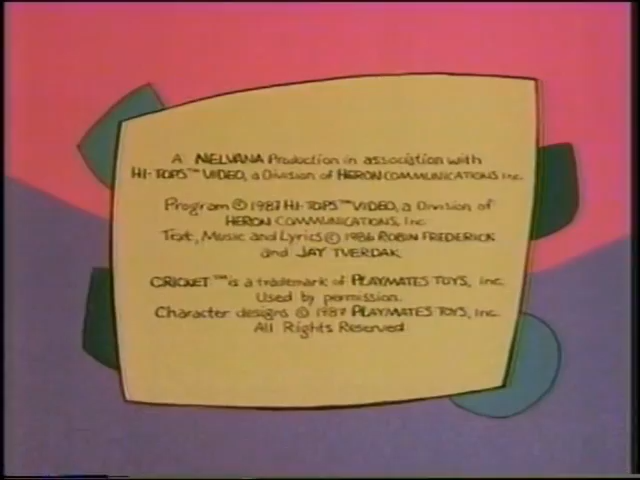 A NELVANA Production in association with
HI-TOPS™ VIDEO, a Division of HERON COMMUNICATIONS, Inc.
Program © 1987 HI-TOPS™ VIDEO, a Division of
HERON COMMUNICATIONS, Inc.
Text, Music and Lyrics © 1986 ROBIN FREDERICK
and JAY TVERDAK
CRICKET™ is a trademark of PLAYMATES TOYS, Inc.
Used by permission.
Character designs © 1987 PLAYMATES TOYS, Inc.
All Rights Reserved